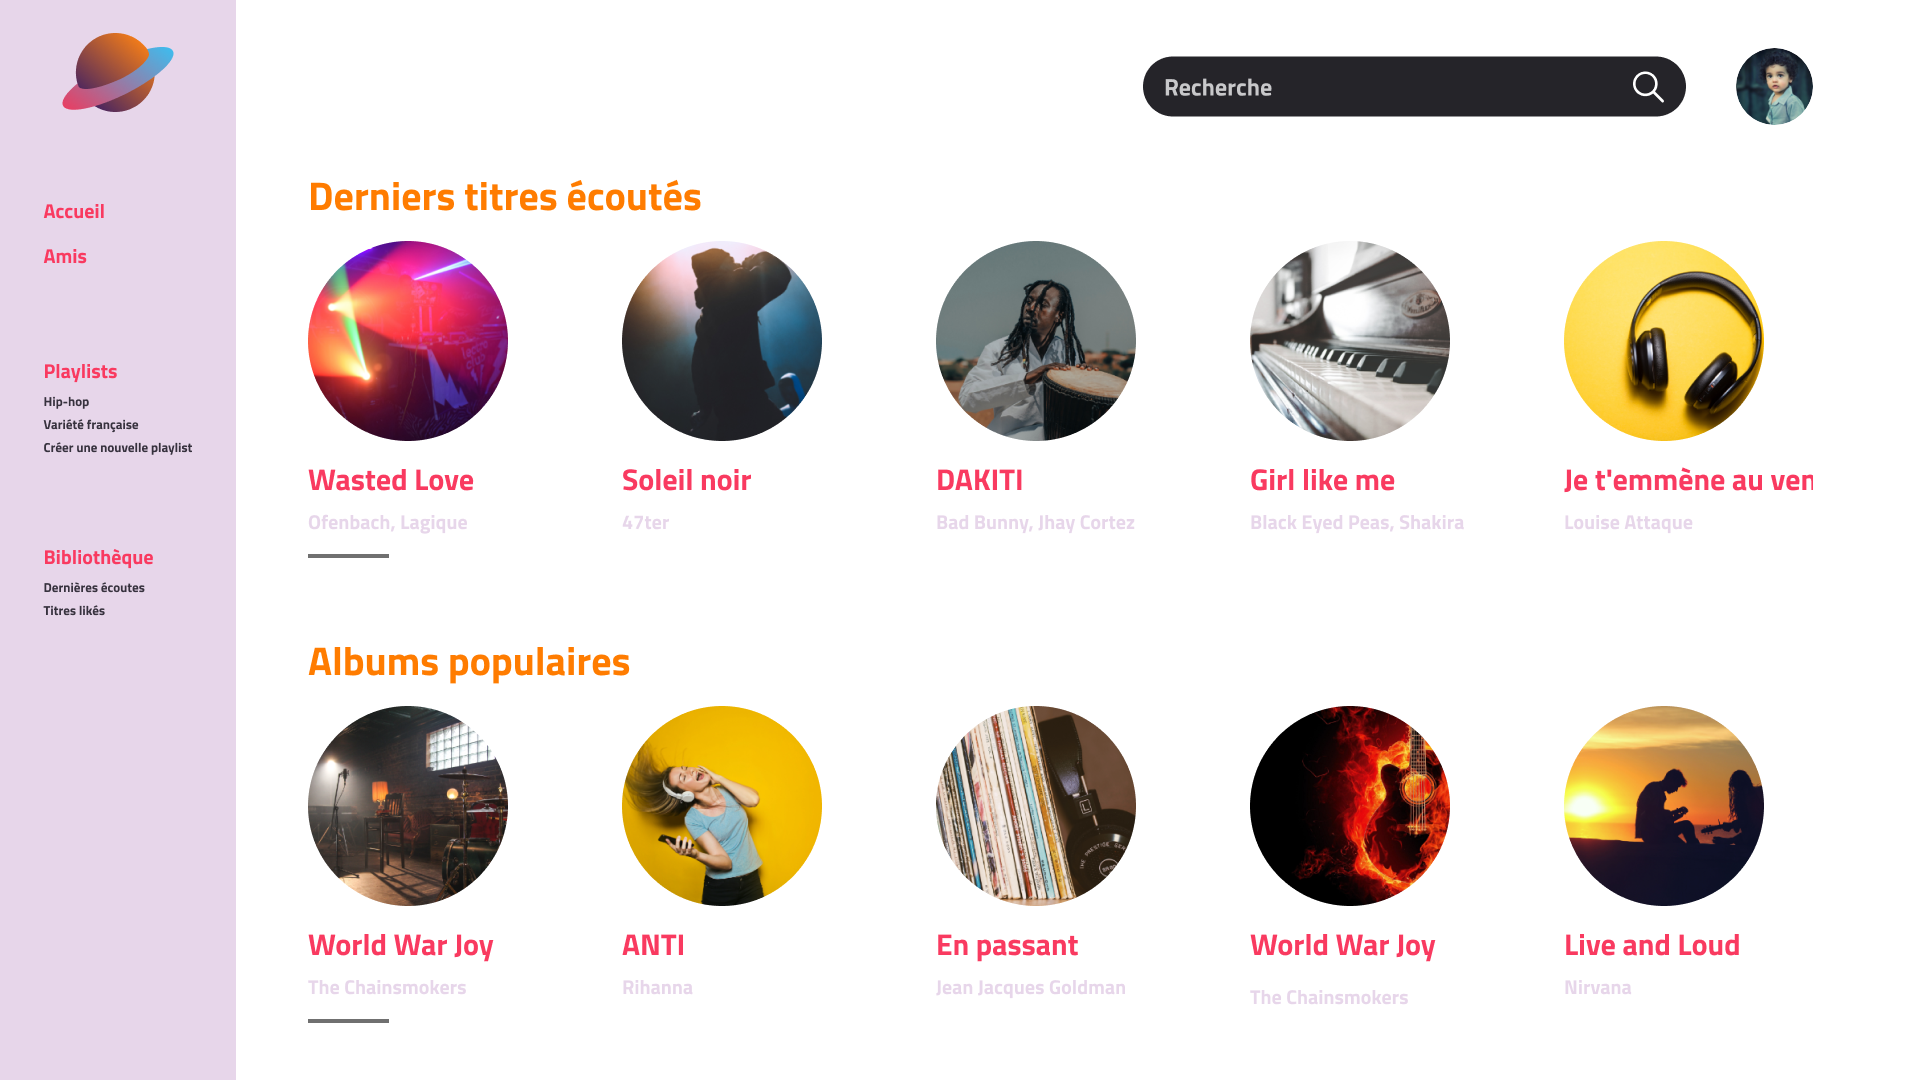 Recherche
Accueil
Amis
Playlists
Hip-hop
Variété française
Créer une nouvelle playlist
Bibliothèque
Dernières écoutes
Titres likés
Derniers titres écoutés
Wasted Love
Ofenbach, Lagique
Soleil noir
47ter
DAKITI
Bad Bunny, Jhay Cortez
Girl like me
Black Eyed Peas, Shakira
Je t'emmène au ven
Louise Attaque
Albums populaires
World War Joy
The Chainsmokers
ANTI
Rihanna
En passant
Jean Jacques Goldman
World War Joy
The Chainsmokers
Live and Loud
Nirvana